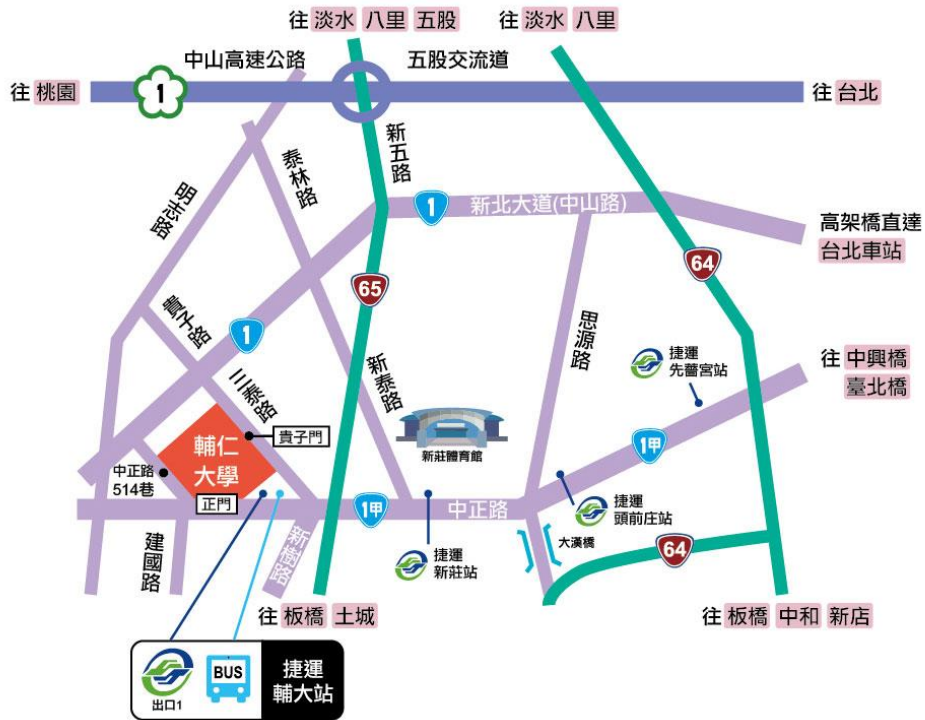 往 淡水 八里 五股
往 淡水 八里
中山高速公路
五股交流道
往 桃園
1
往 台北
新五路
泰林路
明志路
1
新北大道(中山路)
高架橋直達
台北車站
65
64
貴子路
1
思源路
捷運
先嗇宮站
新泰路
往 中興橋
臺北橋
三泰路
貴子門
輔仁
大學
新莊體育館
1甲
中正路
514巷
正門
1甲
中正路
捷運
頭前庄站
建國路
新樹路
捷運
新莊站
大漢橋
64
往 板橋 土城
往 板橋 中和 新店
BUS
出口1
捷運
輔大站